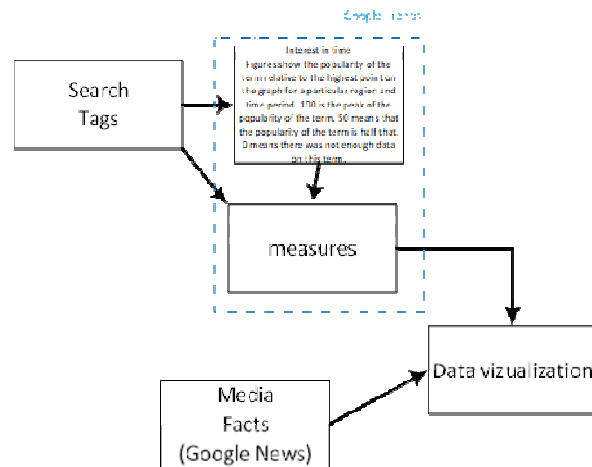 Google Trends
Interest in time
Figures show the popularity of the
term relative to the highest point on
the graph for a particular region and
time period. 100 is the peak of the
popularity of the term. 50 means that
the popularity of the term is half that.
0 means there was not enough data
on this term.
Search
Tags
measures
Data vizualization
Media
Facts
(Google News)